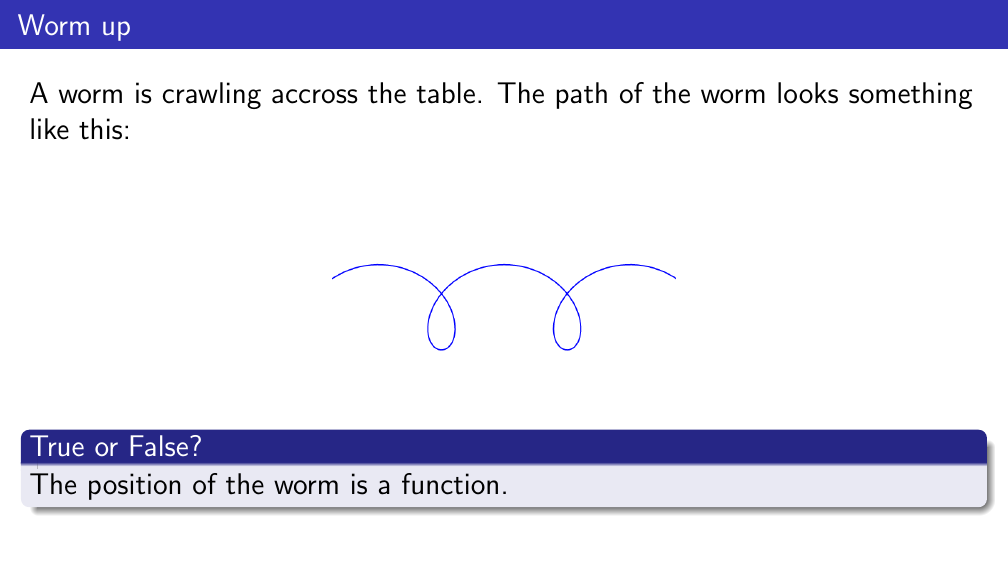 Worm up
A worm is crawling accross the table. The path of the worm looks something
like this:
True or False?
The position of the worm is a function.